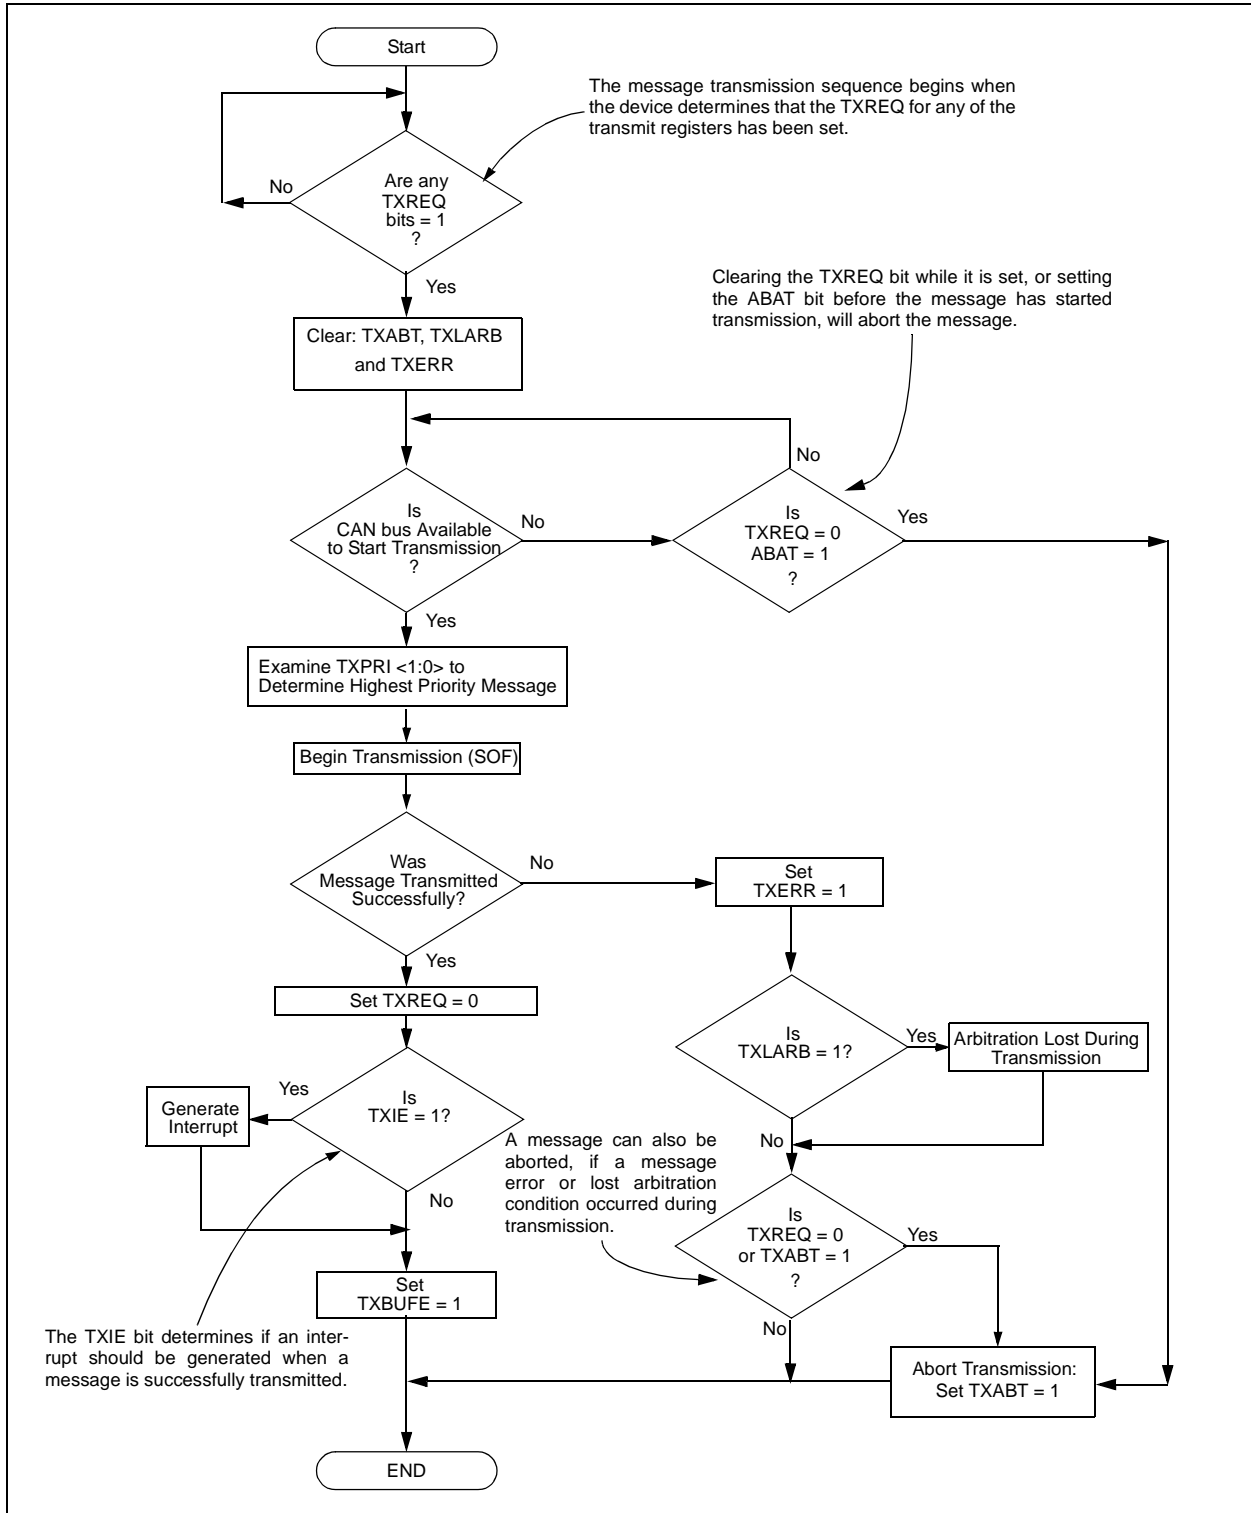 Start
The message transmission sequence begins when
the device determines that the TXREQ for any of the
transmit registers has been set.
No
Are any
TXREQ
bits = 1
?
Yes
Clearing the TXREQ bit while it is set, or setting
the ABAT bit before the message has started
transmission, will abort the message.
Clear: TXABT, TXLARB
and TXERR
No
Is
CAN bus Available
to Start Transmission
?
No
Is
TXREQ = 0
ABAT = 1
?
Yes
Yes
Examine TXPRI <1:0> to
Determine Highest Priority Message
Begin Transmission (SOF)
Was
Message Transmitted
Successfully?
No
Set
TXERR = 1
Yes
Set TXREQ = 0
Is
TXLARB = 1?
Yes
Arbitration Lost During
Transmission
Yes
Generate
Interrupt
Is
TXIE = 1?
No
No
A message can also be
aborted, if a message
error or lost arbitration
condition occurred during
transmission.
Is
TXREQ = 0
or TXABT = 1
?
Yes
Set
TXBUFE = 1
No
The TXIE bit determines if an inter-
rupt should be generated when a
message is successfully transmitted.
Abort Transmission:
Set TXABT = 1
END